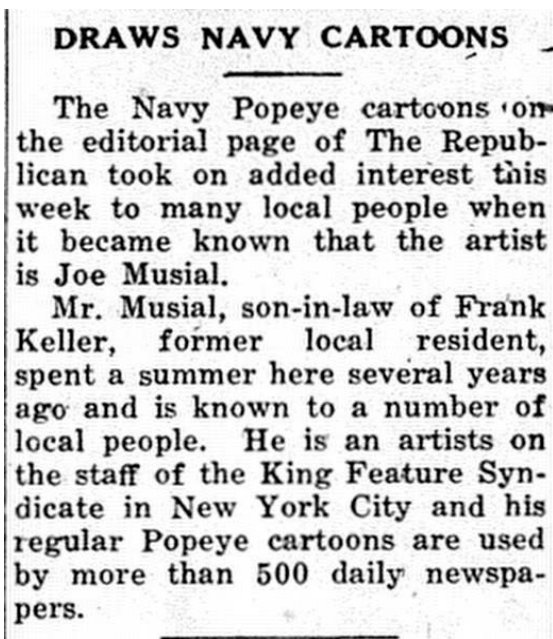 DRAWS NAVY CARTOONS
The Navy Popeye cartoons on
the editorial page of The Repub-
lican took on added interest this
week to many local people when
it became known that the artist
is Joe Musial.
Mr. Musial, son-in-law of Frank
Keller, former local resident,
spent a summer here several years
ago and is known to a number of
local people. He is an artists on
the staff of the King Feature Syn-
dicate in New York City and his
regular Popeye cartoons are used
by more than 500 daily newspa-
pers.